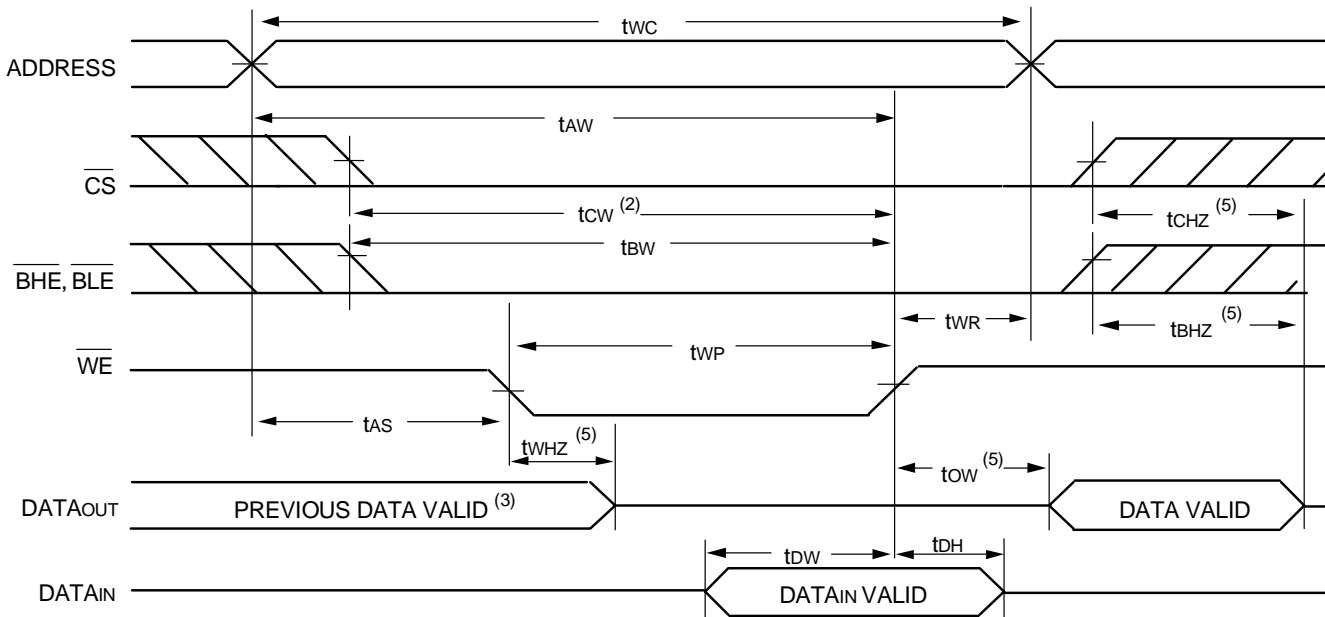 tWC
ADDRESS
tAW
CS
tCW (2)
tCHZ (5)
tBW
BHE, BLE
tWR
tBHZ (5)
tWP
WE
tAS
tWHZ (5)
tOW (5)
DATAOUT
PREVIOUS DATA VALID (3)
DATA VALID
tDW
tDH
DATAIN
DATAIN VALID